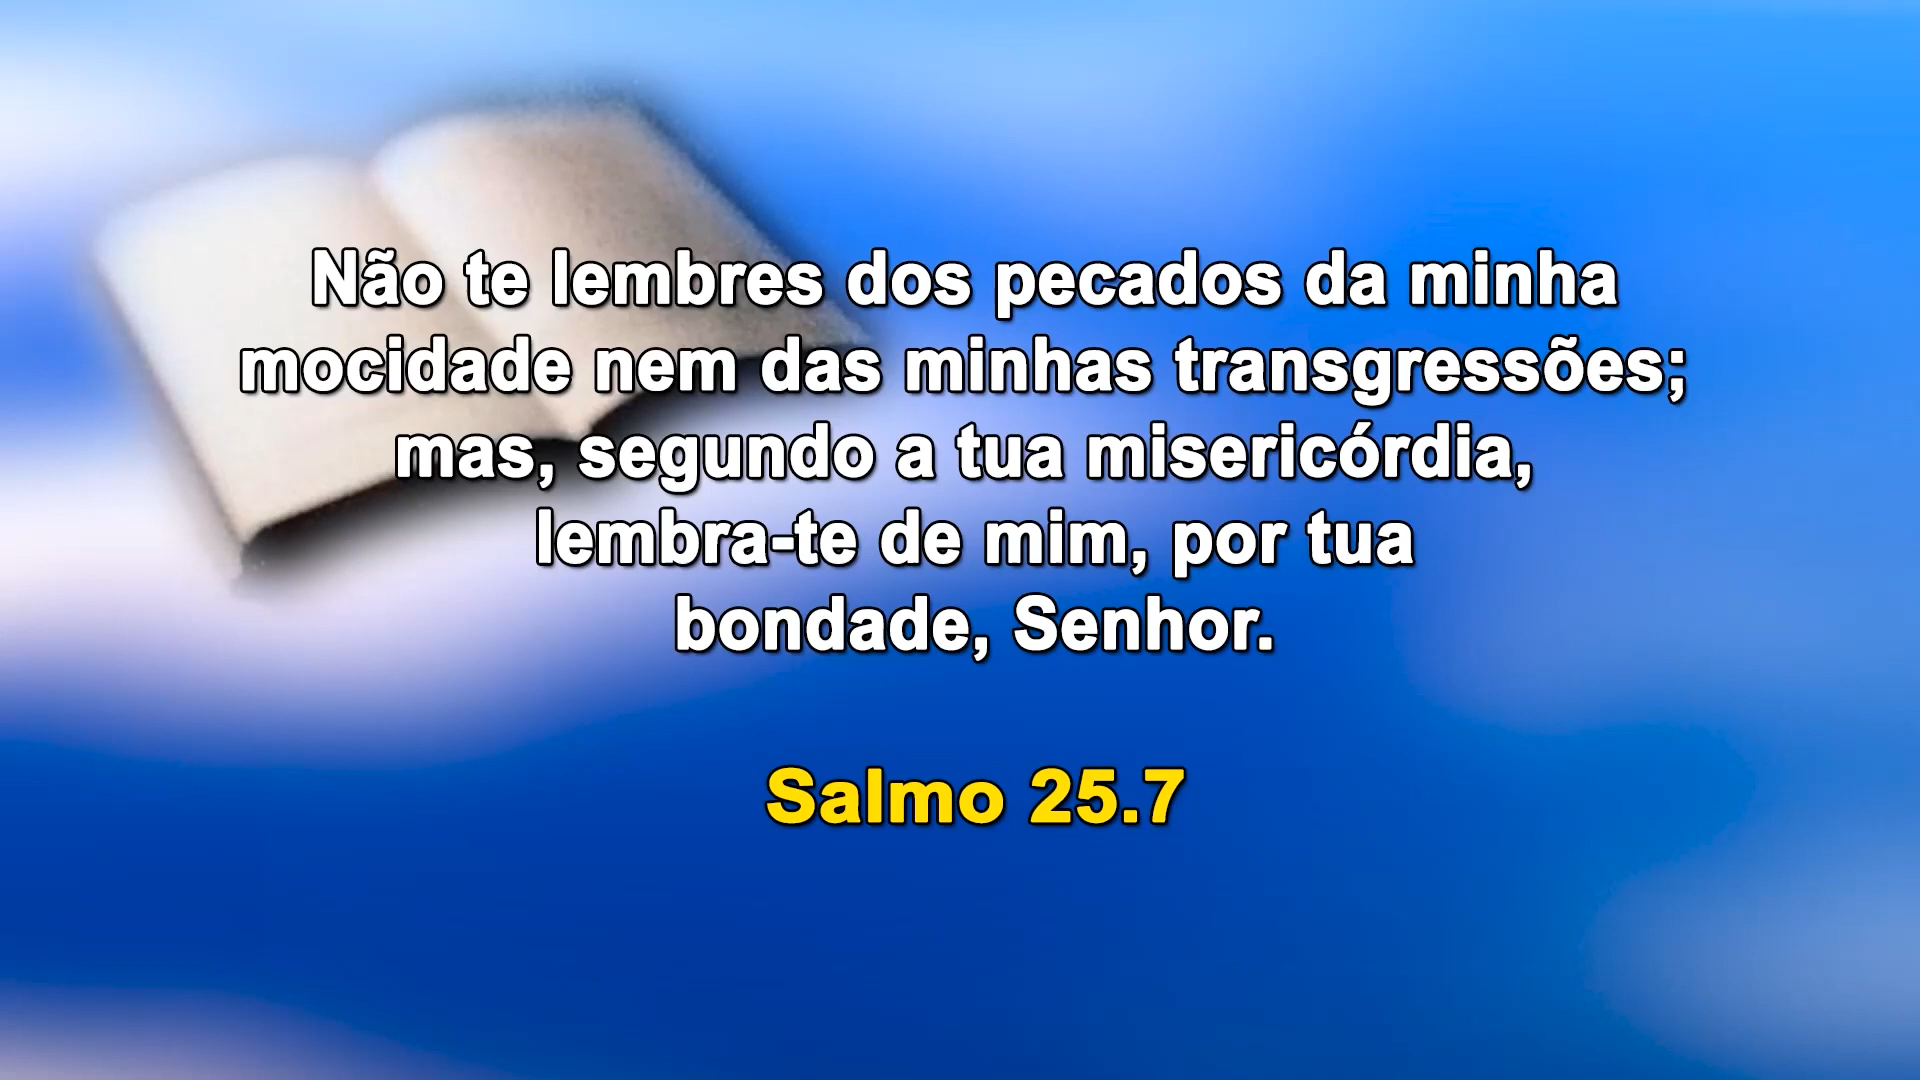 Não te lembres dos pecados da minha
mocidade nem das minhas transgressões;
mas, segundo a tua misericórdia,
lembra-te de mim, por tua
bondade, Senhor.
Salmo 25.7